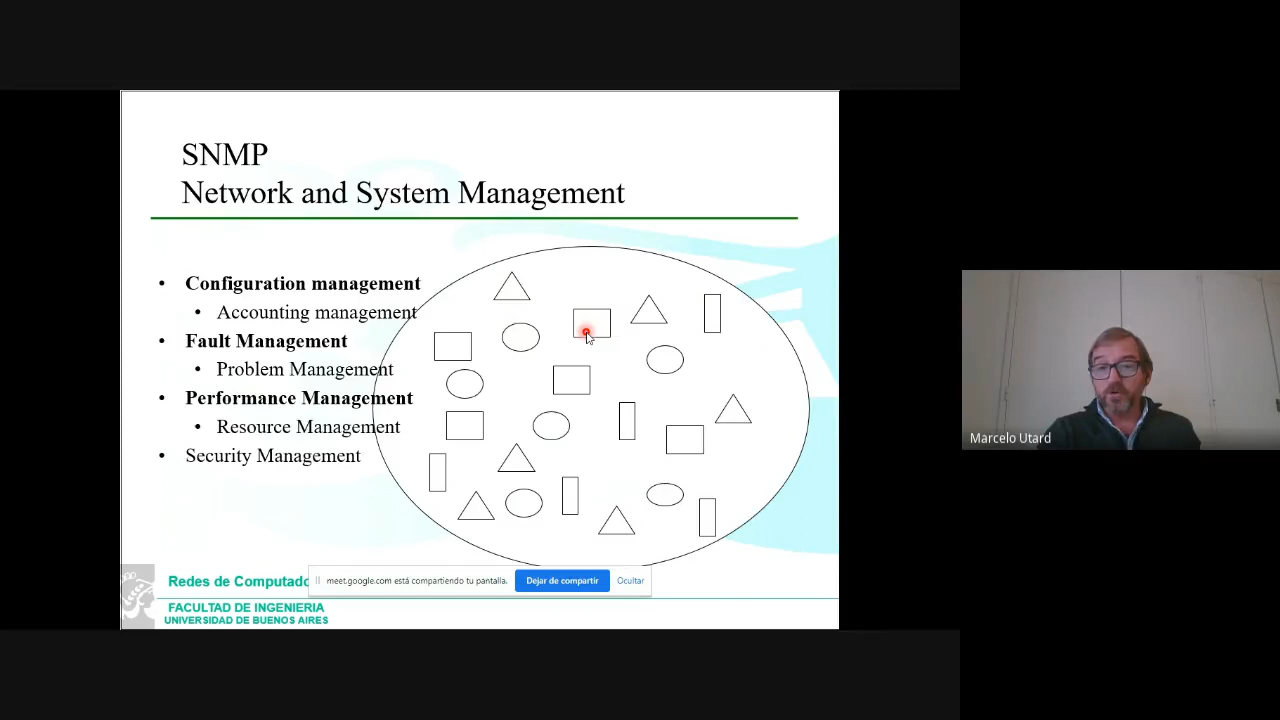 SNMP
Network and System Management
• Configuration management
• Accounting management
• Fault Management
• Problem Management
• Performance Management
• Resource Management
• Security Management
Redes de Computado
meet.google.com está compartiendo tu pantalla.
Dejar de compartir
Ocultar
FACULTAD DE INGENIERIA
UNIVERSIDAD DE BUENOS AIRES
Marcelo Utard